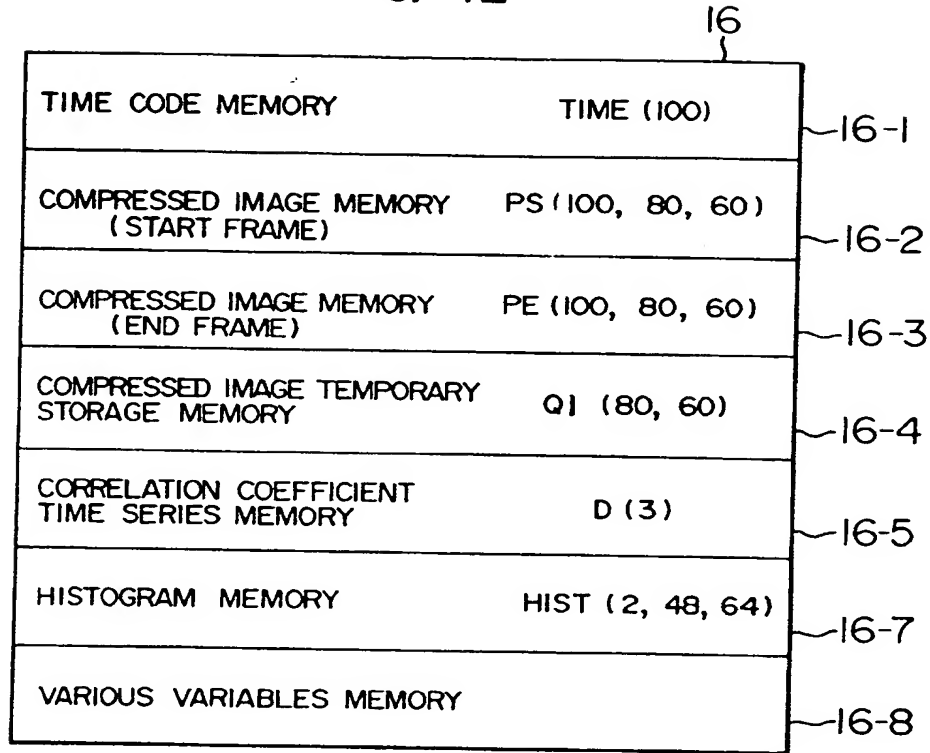 16
TIME CODE MEMORY TIME (100)
16-1
COMPRESSED IMAGE MEMORY PS (100, 80, 60)
(START FRAME)
16-2
COMPRESSED IMAGE MEMORY PE (100, 80, 60)
(END FRAME)
16-3
COMPRESSED IMAGE TEMPORARY
STORAGE MEMORY QI (80, 60)
16-4
CORRELATION COEFFICIENT
TIME SERIES MEMORY D (3)
16-5
HISTOGRAM MEMORY HIST (2, 48, 64)
16-7
VARIOUS VARIABLES MEMORY
16-8